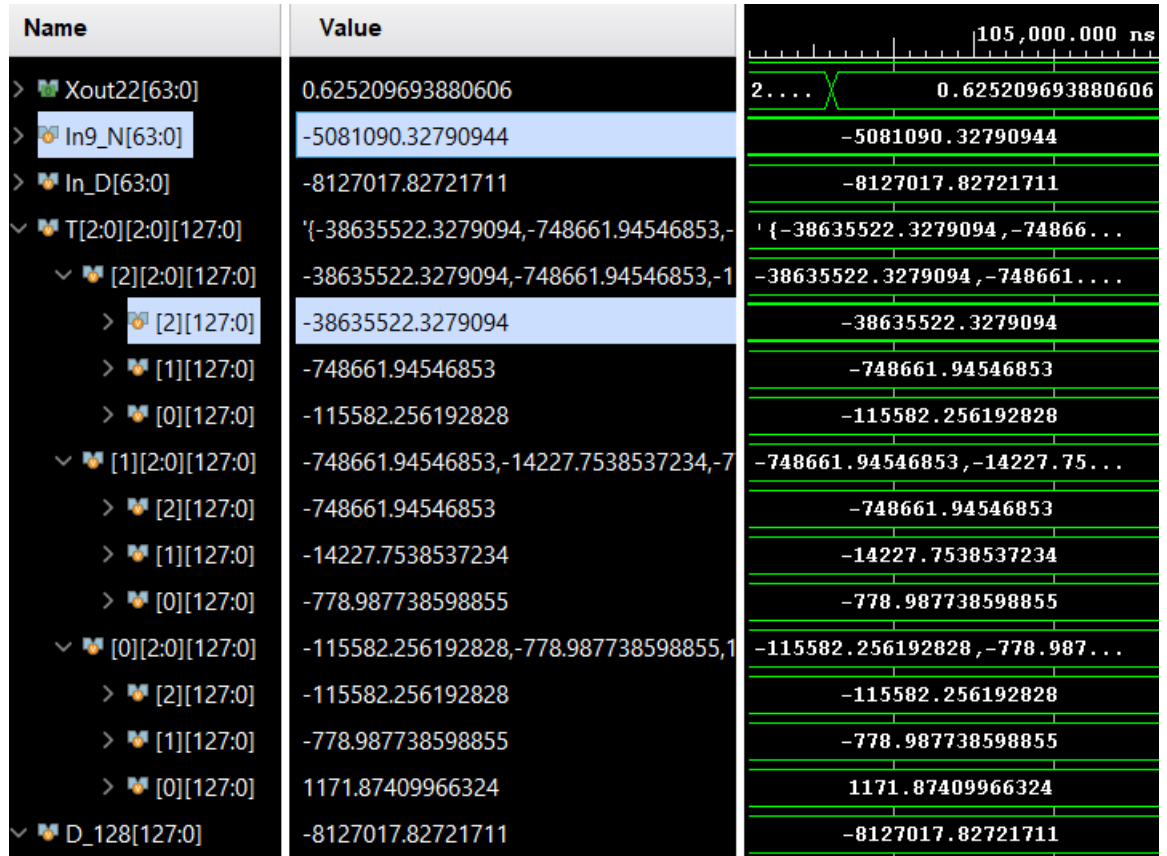 Name Value 105,000.000 ns
Xout22[63:0] 0.625209693880606 2.... 0.625209693880606
In9_N[63:0] -5081090.32790944 -5081090.32790944
In_D[63:0] -8127017.82721711 -8127017.82721711
T[2:0][2:0][127:0] '{-38635522.3279094,-748661.94546853,- '{-38635522.3279094,-74866...
[2][2:0][127:0] -38635522.3279094,-748661.94546853,-1 -38635522.3279094,-748661....
[2][127:0] -38635522.3279094 -38635522.3279094
[1][127:0] -748661.94546853 -748661.94546853
[0][127:0] -115582.256192828 -115582.256192828
[1][2:0][127:0] -748661.94546853,-14227.7538537234,-7 -748661.94546853,-14227.75...
[2][127:0] -748661.94546853 -748661.94546853
[1][127:0] -14227.7538537234 -14227.7538537234
[0][127:0] -778.987738598855 -778.987738598855
[0][2:0][127:0] -115582.256192828,-778.987738598855,1 -115582.256192828,-778.987...
[2][127:0] -115582.256192828 -115582.256192828
[1][127:0] -778.987738598855 -778.987738598855
[0][127:0] 1171.87409966324 1171.87409966324
D_128[127:0] -8127017.82721711 -8127017.82721711